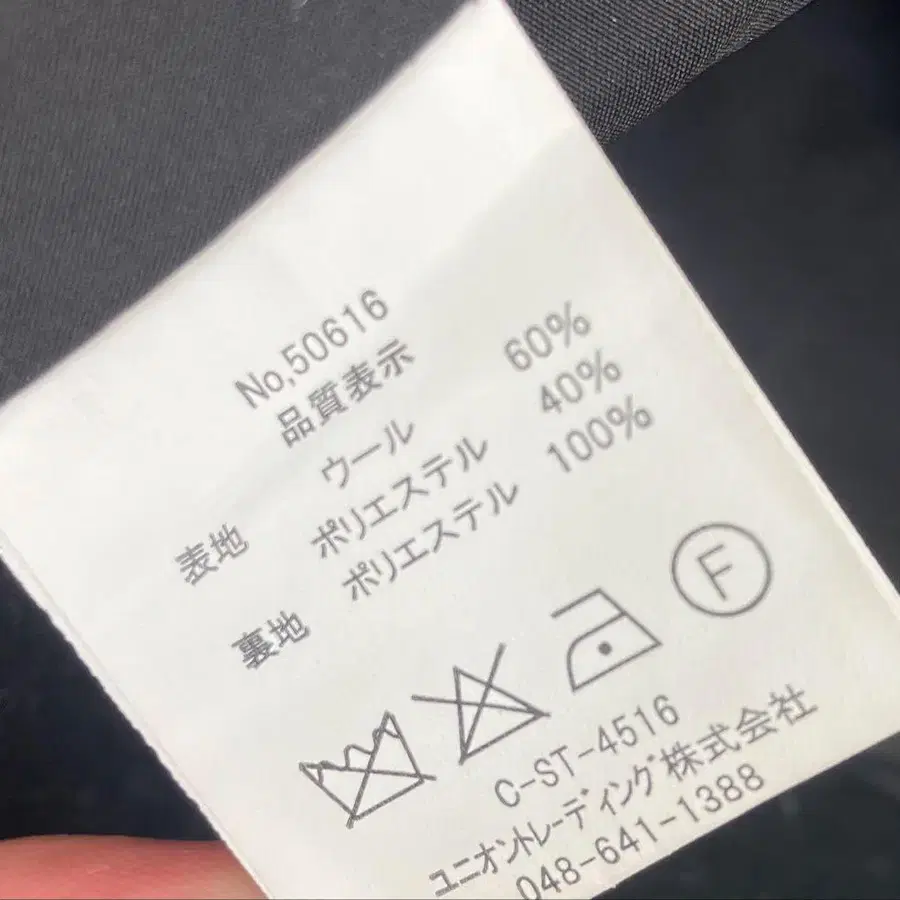 No,50616
品質表示
表地 ウール 60%
ポリエステル 40%
裏地 ポリエステル 100%
F
C-ST-4516
ユニオントレーディング株式会社
048-641-1388